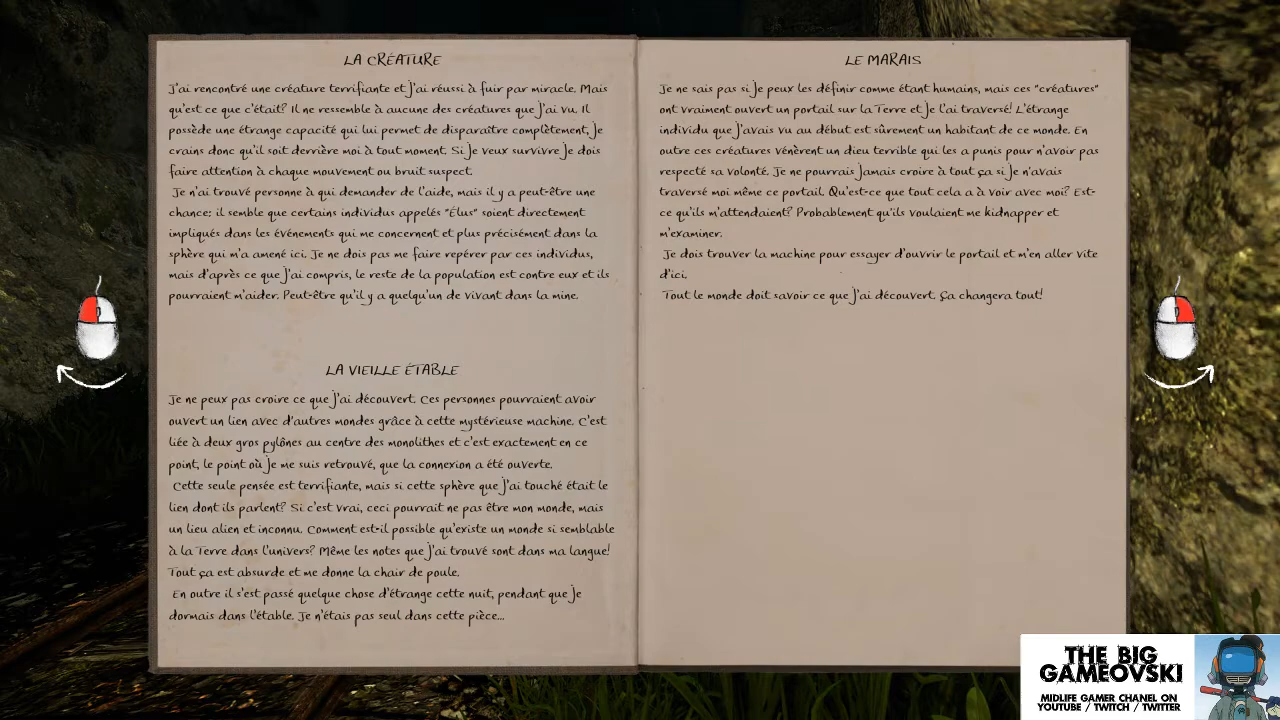 LA CRÉATURE
J'ai rencontré une créature terrifiante et j'ai réussi à fuir par miracle. Mais
qu'est ce que c'était? Il ne ressemble à aucune des créatures que j'ai vu. Il
possède une étrange capacité qui lui permet de disparaître complètement, je
crains donc qu'il soit derrière moi à tout moment. Si je veux survivre je dois
faire attention à chaque mouvement ou bruit suspect.
Je n'ai trouvé personne à qui demander de l'aide, mais il y a peut-être une
chance; il semble que certains individus appelés "Élus" soient directement
impliqués dans les événements qui me concernent et plus précisément dans la
sphère qui m'a amené ici. Je ne dois pas me faire repérer par ces individus,
mais d'après ce que j'ai compris, le reste de la population est contre eux et ils
pourraient m'aider. Peut-être qu'il y a quelqu'un de vivant dans la mine.
LA VIEILLE ÉTABLE
Je ne peux pas croire ce que j'ai découvert. Ces personnes pourraient avoir
ouvert un lien avec d'autres mondes grâce à cette mystérieuse machine. C'est
liée à deux gros pylônes au centre des monolithes et c'est exactement en ce
point, le point où je me suis retrouvé, que la connexion a été ouverte.
Cette seule pensée est terrifiante, mais si cette sphère que j'ai touché était le
lien dont ils parlent? Si c'est vrai, ceci pourrait ne pas être mon monde, mais
un lieu alien et inconnu. Comment est-il possible qu'existe un monde si semblable
à la Terre dans l'univers? Même les notes que j'ai trouvé sont dans ma langue!
Tout ça est absurde et me donne la chair de poule.
En outre il s'est passé quelque chose d'étrange cette nuit, pendant que je
dormais dans l'étable. Je n'étais pas seul dans cette pièce...
LE MARAIS
Je ne sais pas si je peux les définir comme étant humains, mais ces "créatures"
ont vraiment ouvert un portail sur la Terre et je l'ai traversé! L'étrange
individu que j'avais vu au début est sûrement un habitant de ce monde. En
outre ces créatures vénèrent un dieu terrible qui les a punis pour n'avoir pas
respecté sa volonté. Je ne pourrais jamais croire à tout ça si je n'avais
traversé moi même ce portail. Qu'est-ce que tout cela a à voir avec moi? Est-
ce qu'ils m'attendaient? Probablement qu'ils voulaient me kidnapper et
m'examiner.
Je dois trouver la machine pour essayer d'ouvrir le portail et m'en aller vite
d'ici.
Tout le monde doit savoir ce que j'ai découvert. Ça changera tout!
THE BIG
GAMEOVSKI
MIDLIFE GAMER CHANEL ON
YOUTUBE / TWITCH / TWITTER